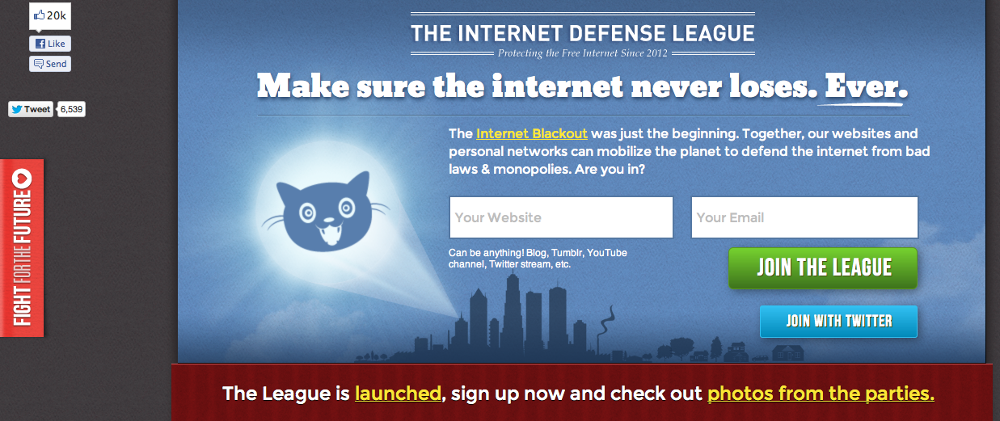 20k
Like
Send
Tweet
6,539
FIGHT FOR THE FUTURE
THE INTERNET DEFENSE LEAGUE
Protecting the Free Internet Since 2012
Make sure the internet never loses. Ever.
The Internet Blackout was just the beginning. Together, our websites and
personal networks can mobilize the planet to defend the internet from bad
laws & monopolies. Are you in?
Your Website
Your Email
Can be anything! Blog, Tumblr, YouTube
channel, Twitter stream, etc.
JOIN THE LEAGUE
JOIN WITH TWITTER
The League is launched, sign up now and check out photos from the parties.